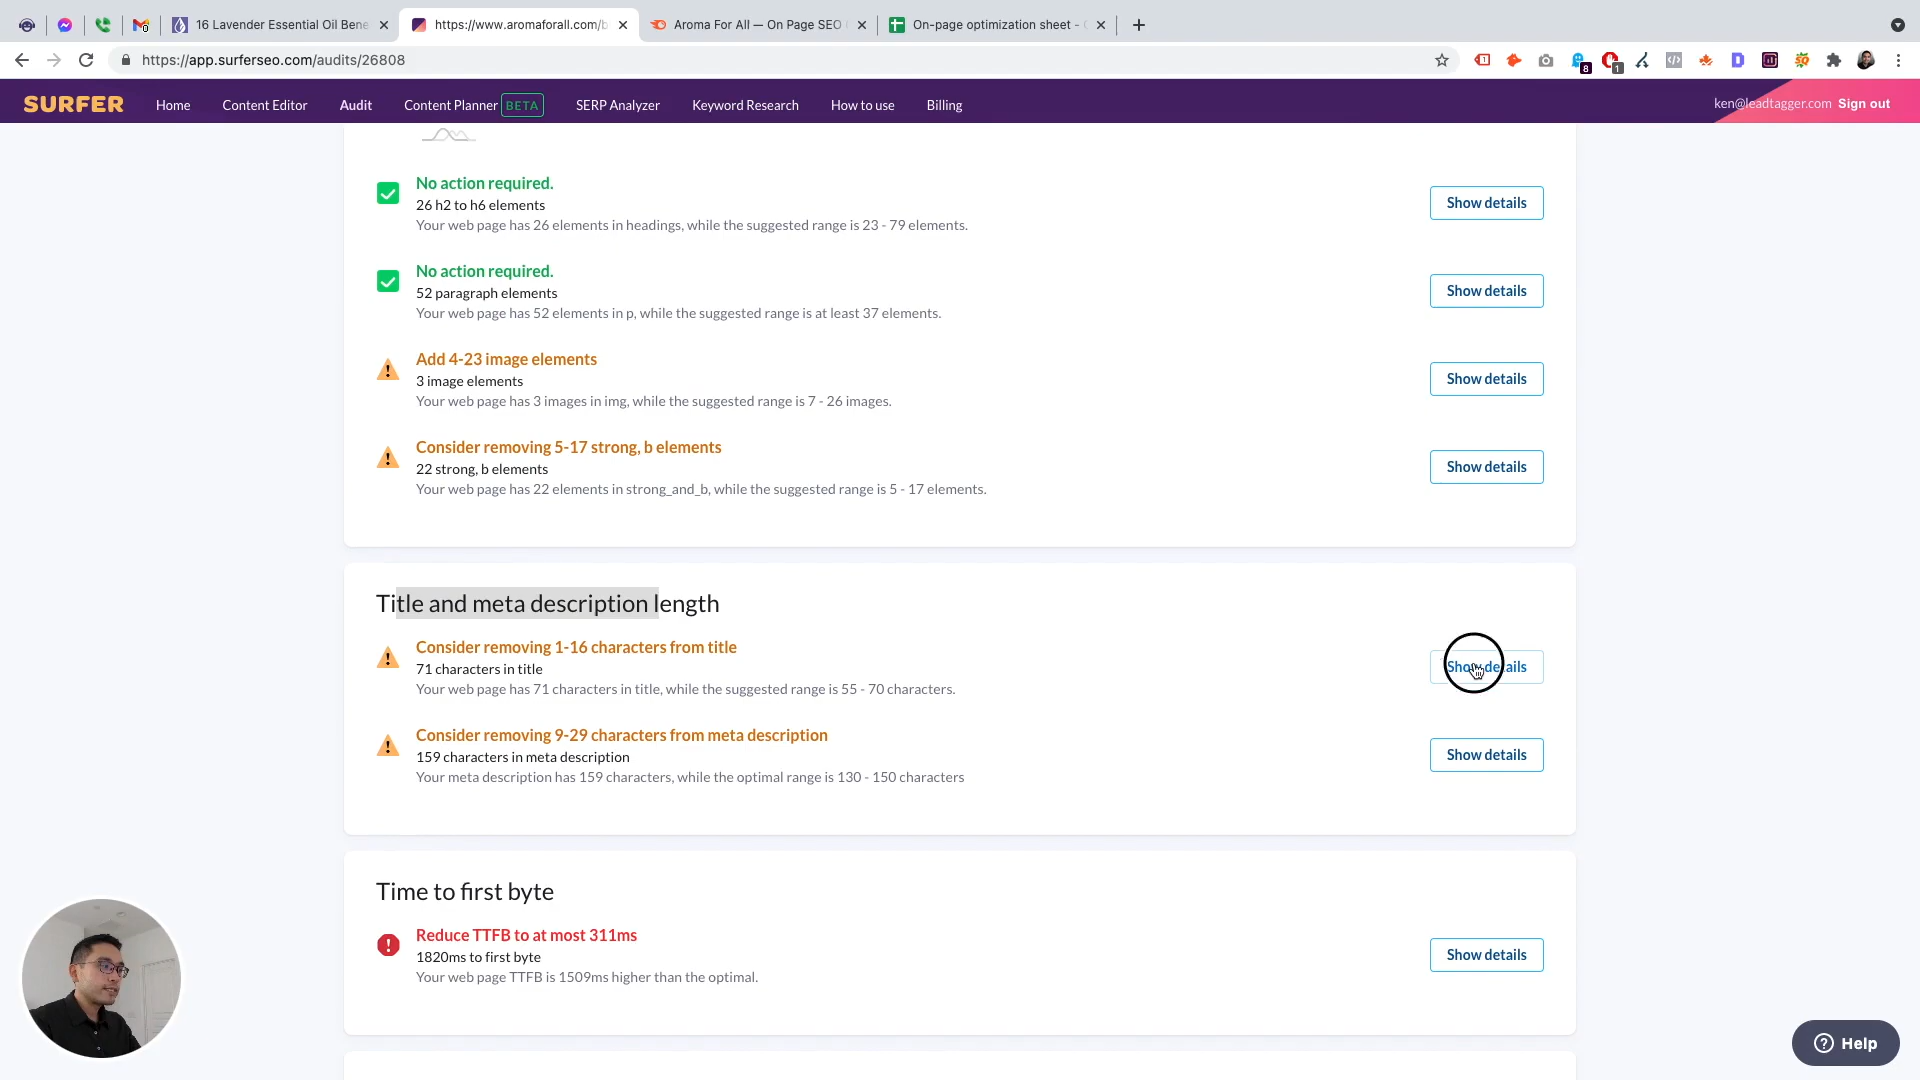 16 Lavender Essential Oil Bene
https://www.aromaforall.com/b
Aroma For All — On Page SEO
On-page optimization sheet -
https://app.surferseo.com/audits/26808
8
1
SURFER
Home
Content Editor
Audit
Content Planner BETA
SERP Analyzer
Keyword Research
How to use
Billing
ken@leadtagger.com Sign out
No action required.
26 h2 to h6 elements
Your web page has 26 elements in headings, while the suggested range is 23 - 79 elements.
Show details
No action required.
52 paragraph elements
Your web page has 52 elements in p, while the suggested range is at least 37 elements.
Show details
Add 4-23 image elements
3 image elements
Your web page has 3 images in img, while the suggested range is 7 - 26 images.
Show details
Consider removing 5-17 strong, b elements
22 strong, b elements
Your web page has 22 elements in strong_and_b, while the suggested range is 5 - 17 elements.
Show details
Title and meta description length
Consider removing 1-16 characters from title
71 characters in title
Your web page has 71 characters in title, while the suggested range is 55 - 70 characters.
Show details
Consider removing 9-29 characters from meta description
159 characters in meta description
Your meta description has 159 characters, while the optimal range is 130 - 150 characters
Show details
Time to first byte
Reduce TTFB to at most 311ms
1820ms to first byte
Your web page TTFB is 1509ms higher than the optimal.
Show details
Help